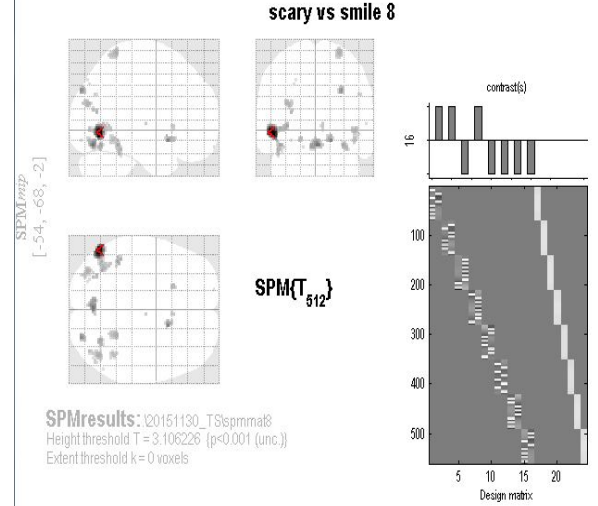 scary vs smile 8
contrast(s)
16
SPMmip
[-54, -68, -2]
SPM{T512}
100
200
300
400
500
5 10 15 20
Design matrix
SPMresults: .\20151130_TS\spmmat8
Height threshold T = 3.106226 {p<0.001 (unc.)}
Extent threshold k = 0 voxels